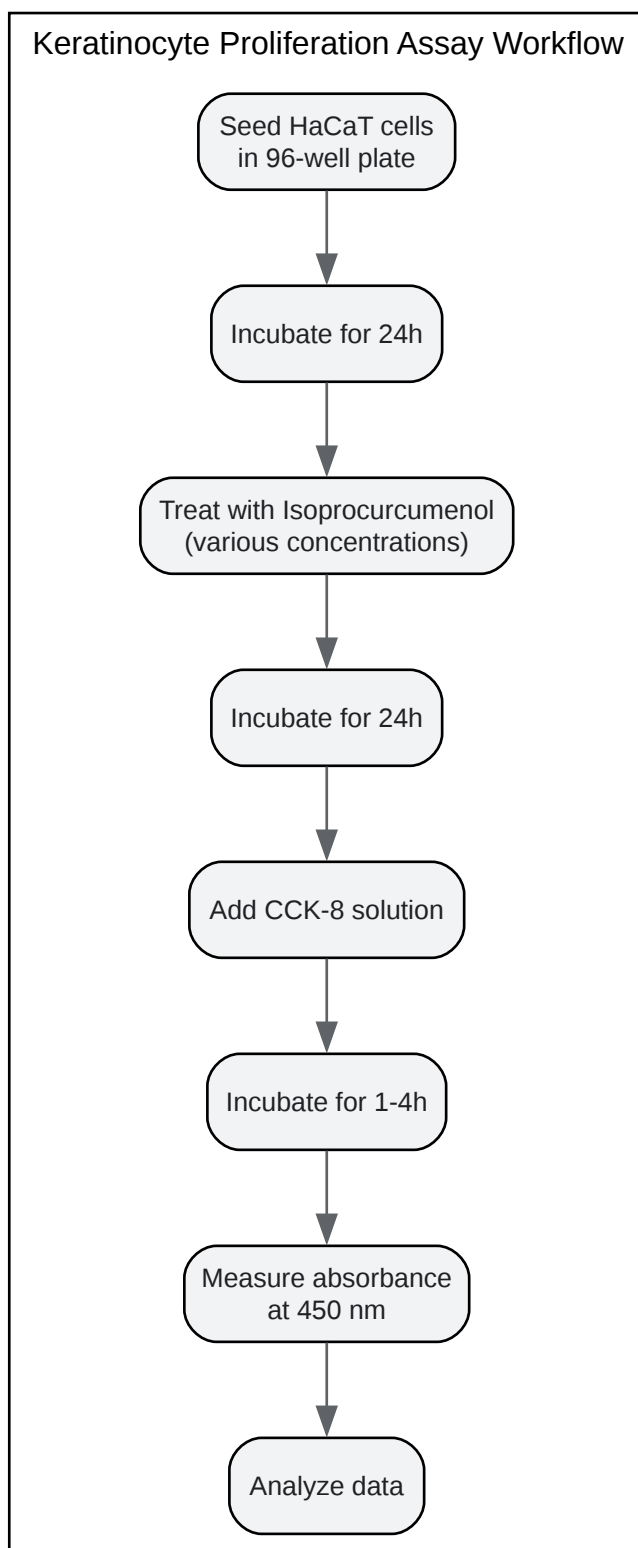 Keratinocyte Proliferation Assay Workflow
Seed HaCaT cells
in 96-well plate
Incubate for 24h
Treat with Isoprocurcumenol
(various concentrations)
Incubate for 24h
Add CCK-8 solution
Incubate for 1-4h
Measure absorbance
at 450 nm
Analyze data